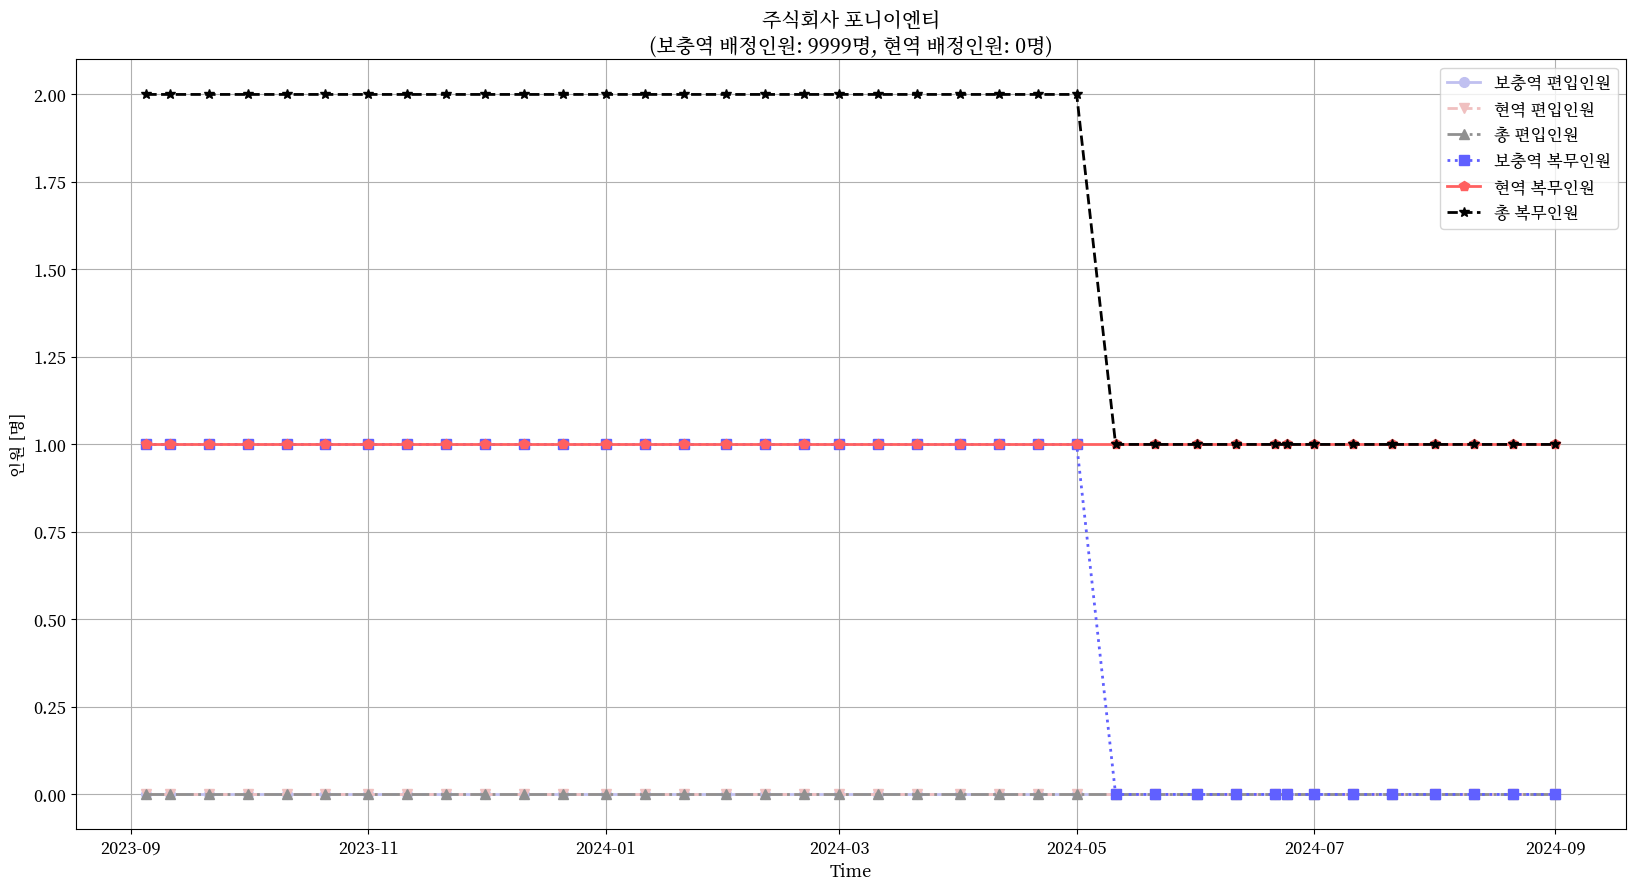 주식회사 포니이엔티
(보충역 배정인원: 9999명, 현역 배정인원: 0명)
보충역 편입인원
현역 편입인원
총 편입인원
보충역 복무인원
현역 복무인원
총 복무인원
인원 [명]
2.00
1.75
1.50
1.25
1.00
0.75
0.50
0.25
0.00
2023-09
2023-11
2024-01
2024-03
2024-05
2024-07
2024-09
Time